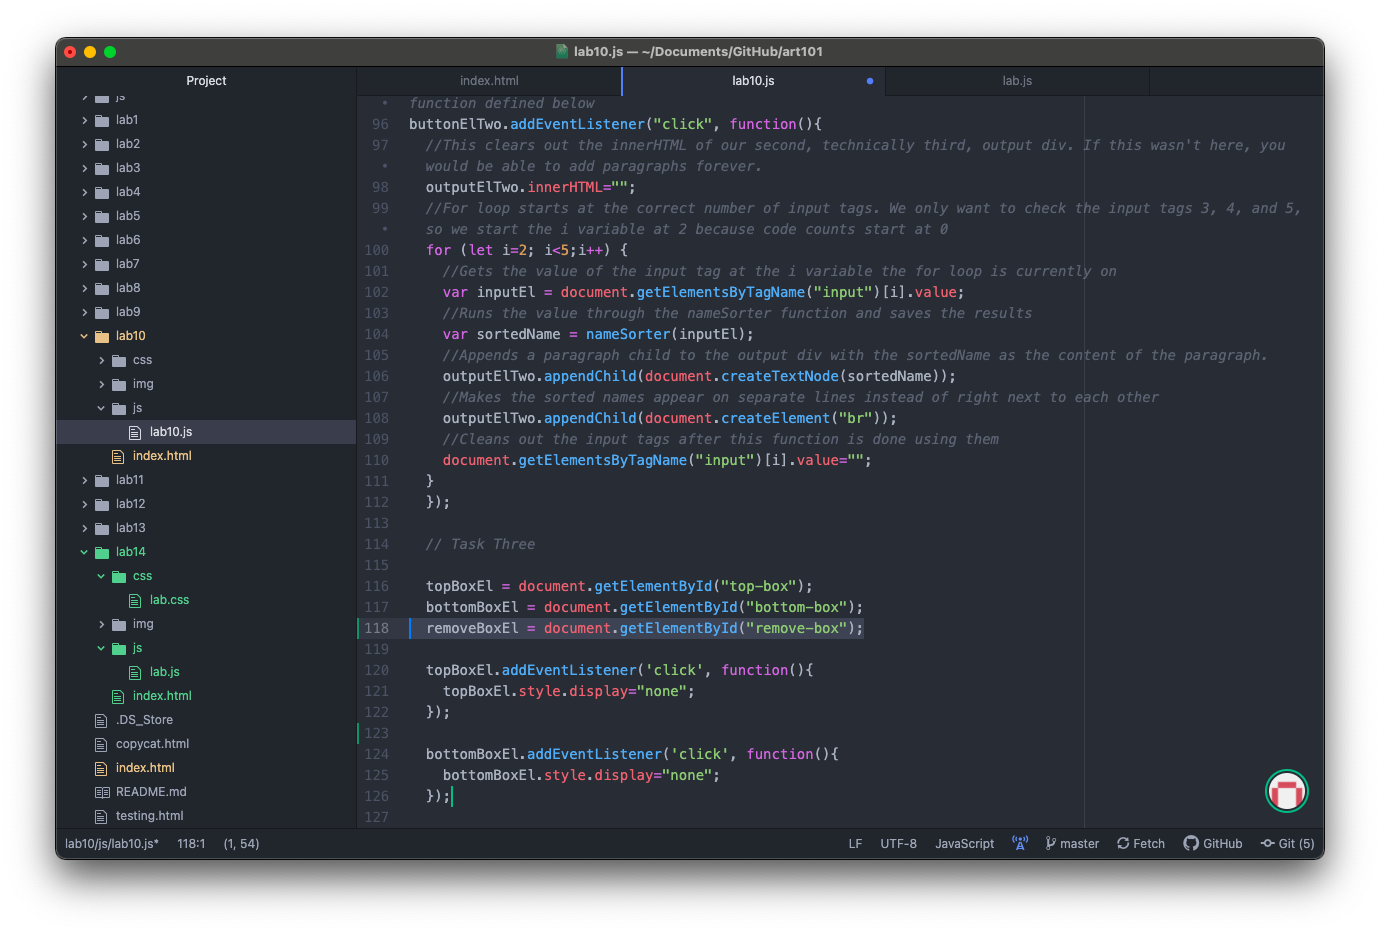 lab10.js — ~/Documents/GitHub/art101
Project
index.html
lab10.js
lab.js
js
lab1
lab2
lab3
lab4
lab5
lab6
lab7
lab8
lab9
lab10
css
img
js
lab10.js
index.html
lab11
lab12
lab13
lab14
css
lab.css
img
js
lab.js
index.html
.DS_Store
copycat.html
index.html
README.md
testing.html
• function defined below
96 buttonElTwo.addEventListener("click", function(){
97 //This clears out the innerHTML of our second, technically third, output div. If this wasn't here, you
• would be able to add paragraphs forever.
98 outputElTwo.innerHTML="";
99 //For loop starts at the correct number of input tags. We only want to check the input tags 3, 4, and 5,
• so we start the i variable at 2 because code counts start at 0
100 for (let i=2; i<5;i++) {
101 //Gets the value of the input tag at the i variable the for loop is currently on
102 var inputEl = document.getElementsByTagName("input")[i].value;
103 //Runs the value through the nameSorter function and saves the results
104 var sortedName = nameSorter(inputEl);
105 //Appends a paragraph child to the output div with the sortedName as the content of the paragraph.
106 outputElTwo.appendChild(document.createTextNode(sortedName));
107 //Makes the sorted names appear on separate lines instead of right next to each other
108 outputElTwo.appendChild(document.createElement("br"));
109 //Cleans out the input tags after this function is done using them
110 document.getElementsByTagName("input")[i].value="";
111 }
112 });
113
114 // Task Three
115
116 topBoxEl = document.getElementById("top-box");
117 bottomBoxEl = document.getElementById("bottom-box");
118 removeBoxEl = document.getElementById("remove-box");
119
120 topBoxEl.addEventListener('click', function(){
121 topBoxEl.style.display="none";
122 });
123
124 bottomBoxEl.addEventListener('click', function(){
125 bottomBoxEl.style.display="none";
126 });
127
lab10/js/lab10.js* 118:1 (1, 54) LF UTF-8 JavaScript master Fetch GitHub Git (5)